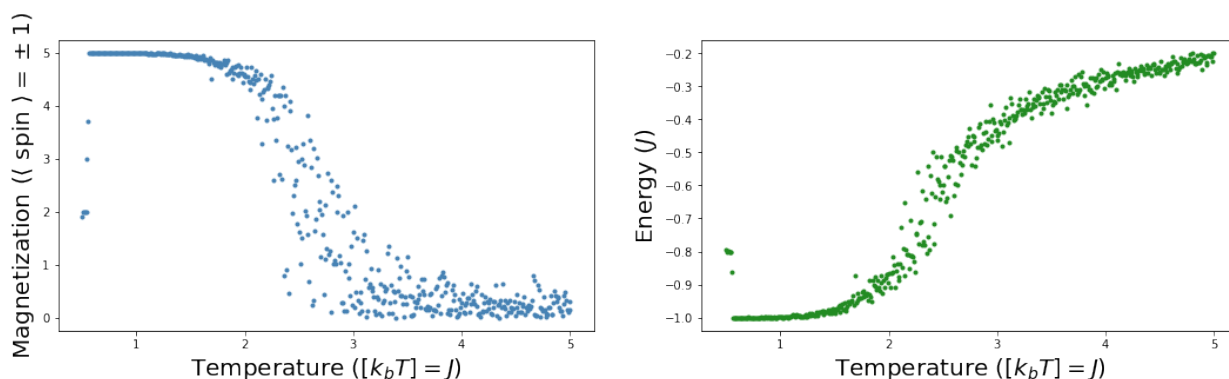 Magnetization (⟨ spin ⟩ = ± 1)
5
4
3
2
1
0
1 2 3 4 5
Temperature ([k_bT] = J)
Energy (J)
−0.2
−0.3
−0.4
−0.5
−0.6
−0.7
−0.8
−0.9
−1.0
1 2 3 4 5
Temperature ([k_bT] = J)